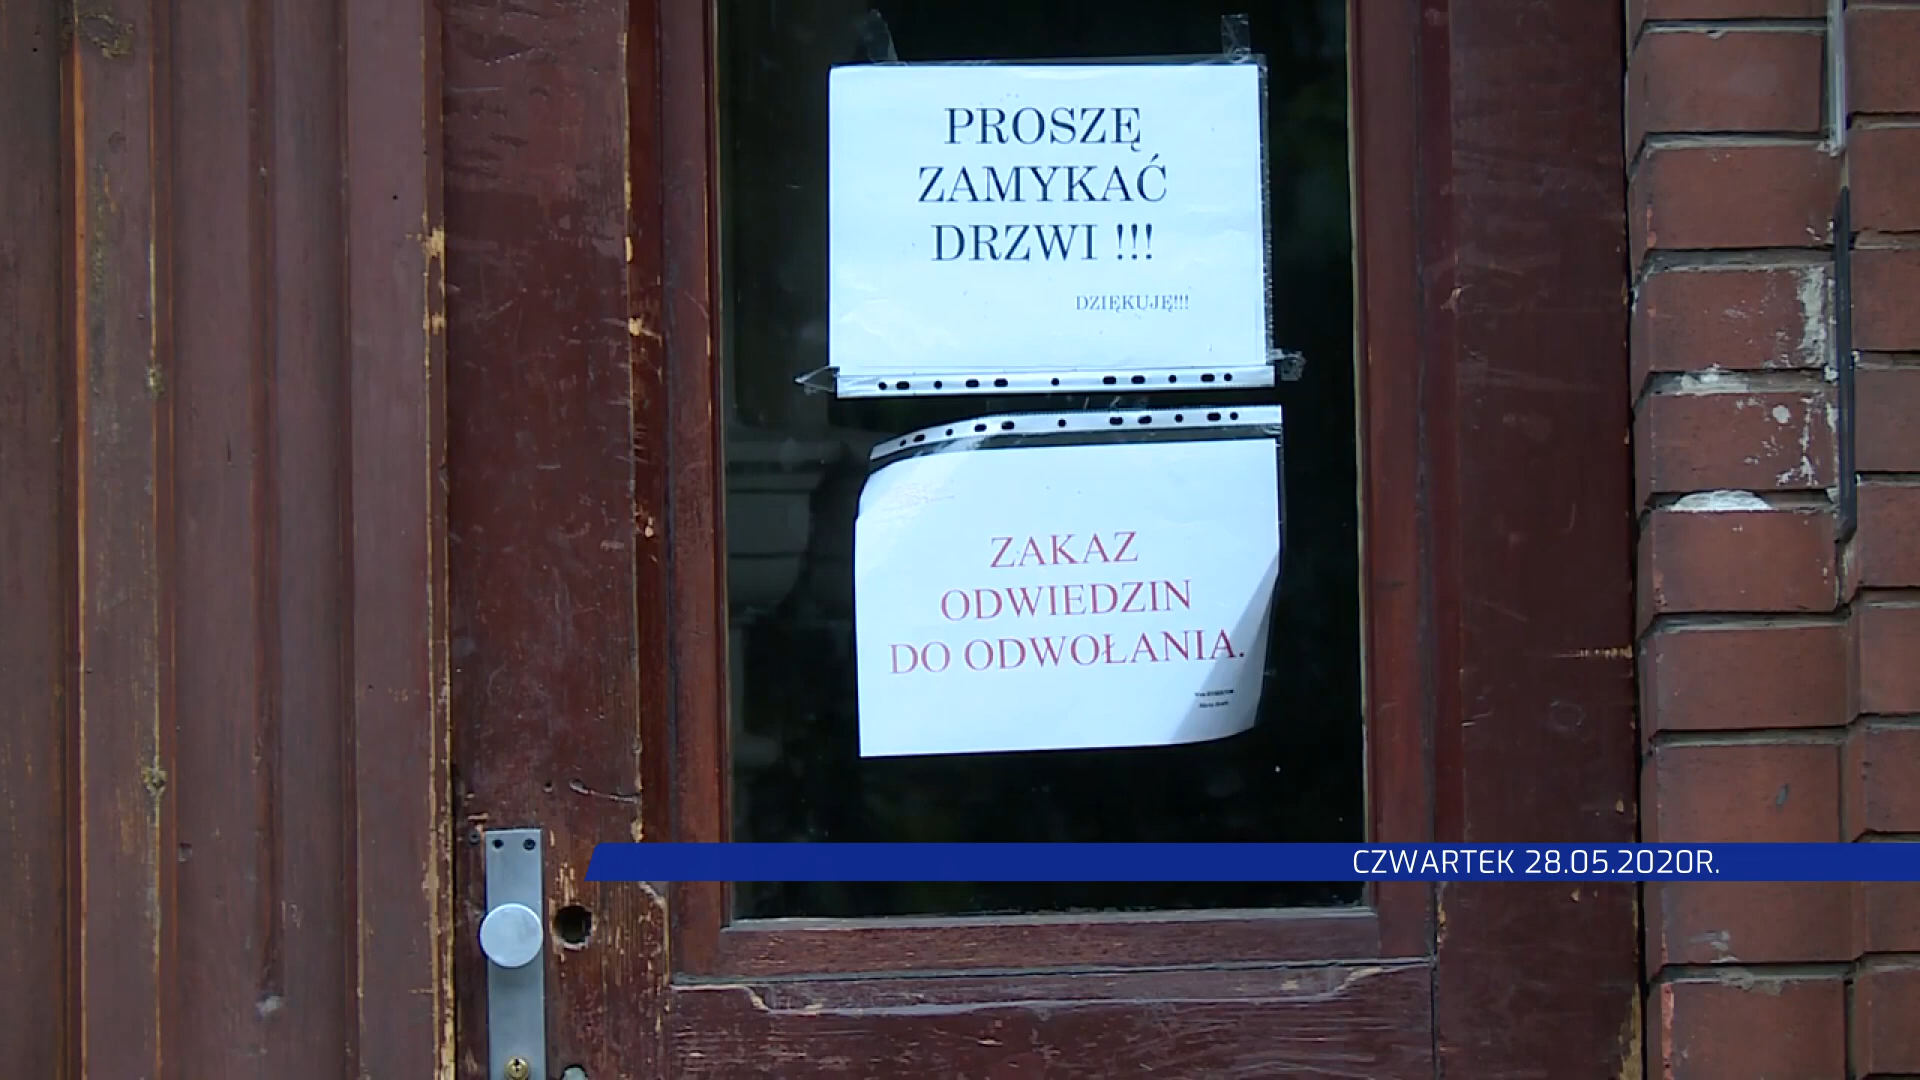 PROSZĘ
ZAMYKAĆ
DRZWI !!!
DZIĘKUJĘ!!!
ZAKAZ
ODWIEDZIN
DO ODWOŁANIA.
CZWARTEK 28.05.2020R.